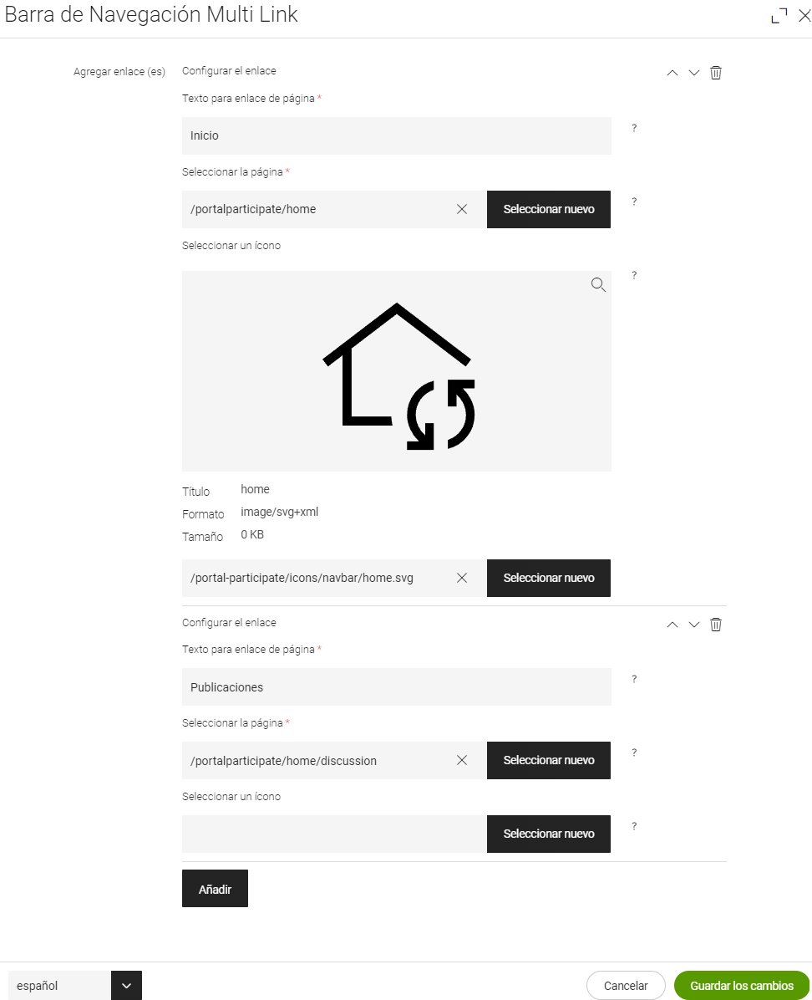 Barra de Navegación Multi Link
Agregar enlace (es)
Configurar el enlace
Texto para enlace de página *
Inicio
?
Seleccionar la página *
/portalparticipate/home
Seleccionar nuevo
?
Seleccionar un ícono
?
Título home
Formato image/svg+xml
Tamaño 0 KB
/portal-participate/icons/navbar/home.svg
Seleccionar nuevo
Configurar el enlace
Texto para enlace de página *
Publicaciones
?
Seleccionar la página *
/portalparticipate/home/discussion
Seleccionar nuevo
?
Seleccionar un ícono
Seleccionar nuevo
?
Añadir
español
Cancelar
Guardar los cambios